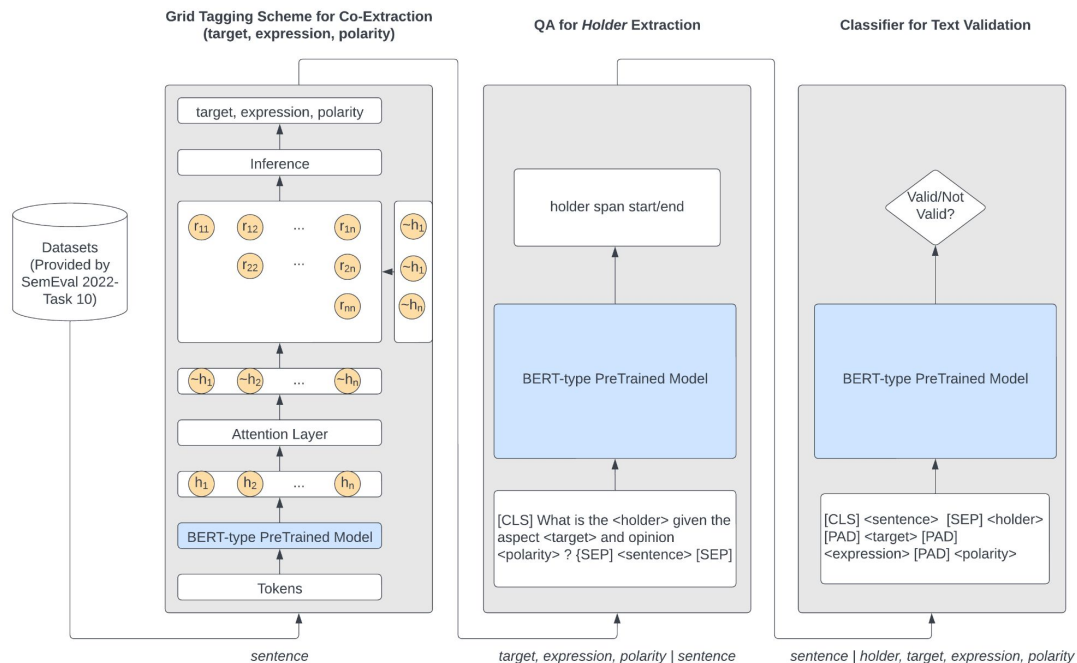 Grid Tagging Scheme for Co-Extraction
(target, expression, polarity)
QA for Holder Extraction
Classifier for Text Validation
Datasets
(Provided by
SemEval 2022-
Task 10)
target, expression, polarity
Inference
r11 r12 ... r1n
r22 ... r2n
rnn
~h1
~h1
~hn
~h1 ~h2 ... ~hn
Attention Layer
h1 h2 ... hn
BERT-type PreTrained Model
Tokens
sentence
holder span start/end
BERT-type PreTrained Model
[CLS] What is the <holder> given the
aspect <target> and opinion
<polarity> ? {SEP] <sentence> [SEP]
target, expression, polarity | sentence
Valid/Not
Valid?
BERT-type PreTrained Model
[CLS] <sentence> [SEP] <holder>
[PAD] <target> [PAD]
<expression> [PAD] <polarity>
sentence | holder, target, expression, polarity